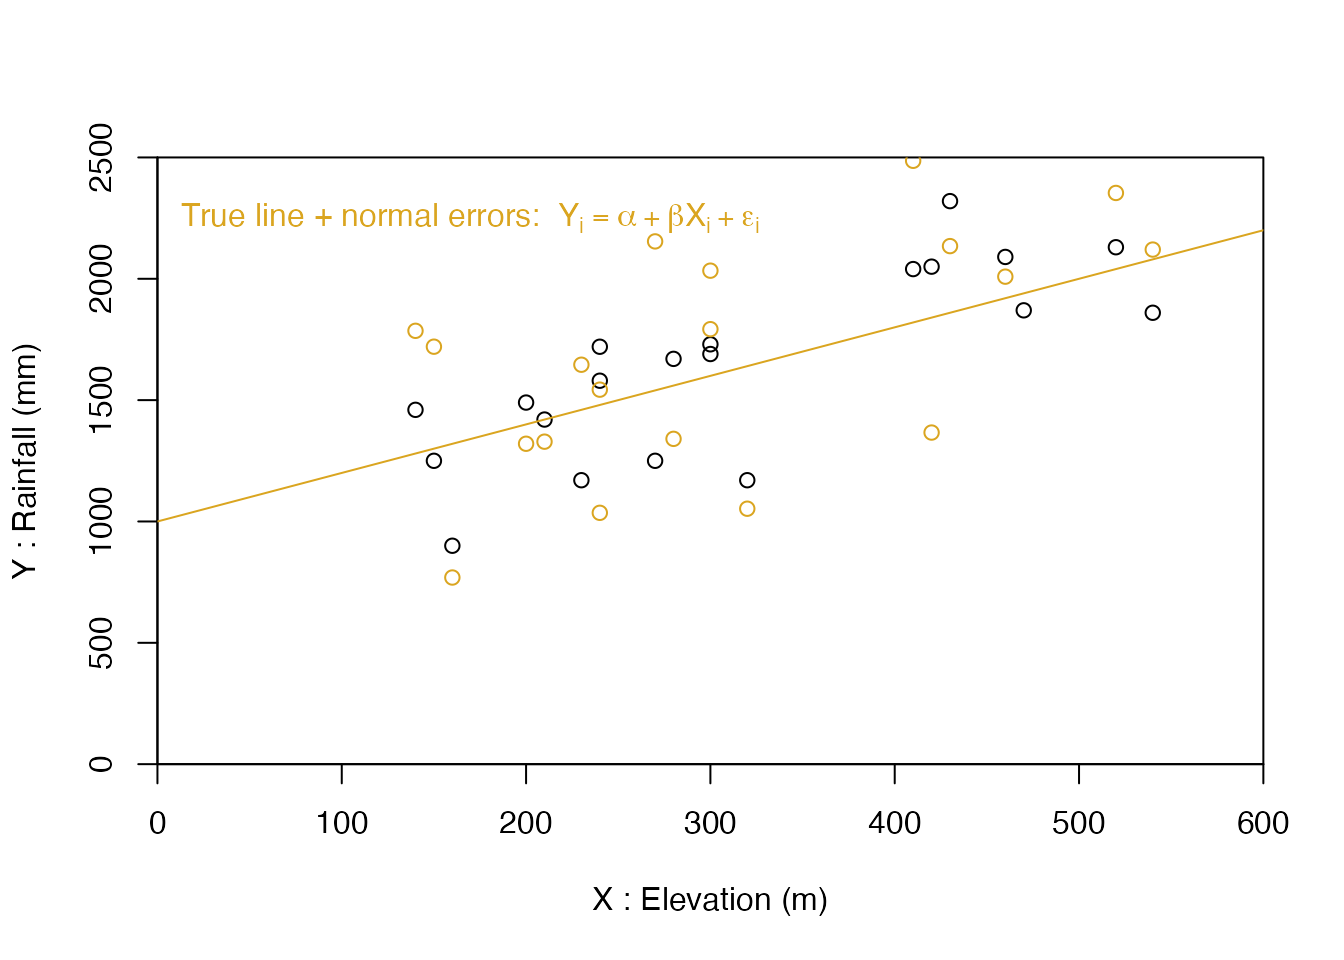 True line + normal errors: Yᵢ = α + βXᵢ + εᵢ
Y : Rainfall (mm)
2500
2000
1500
1000
500
0
0 100 200 300 400 500 600
X : Elevation (m)